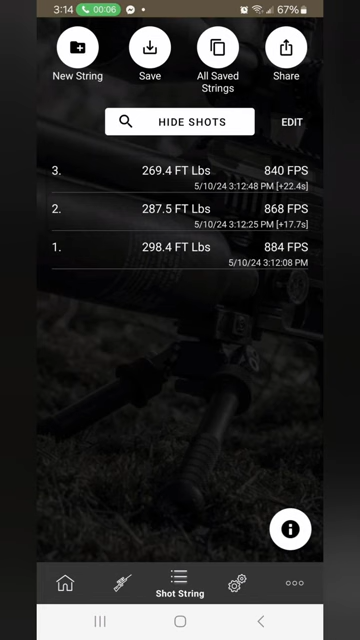 3:14 00:06 67%
New String Save All Saved Strings Share
HIDE SHOTS EDIT
3. 269.4 FT Lbs 840 FPS
5/10/24 3:12:48 PM [+22.4s]
2. 287.5 FT Lbs 868 FPS
5/10/24 3:12:25 PM [+17.7s]
1. 298.4 FT Lbs 884 FPS
5/10/24 3:12:08 PM
Shot String